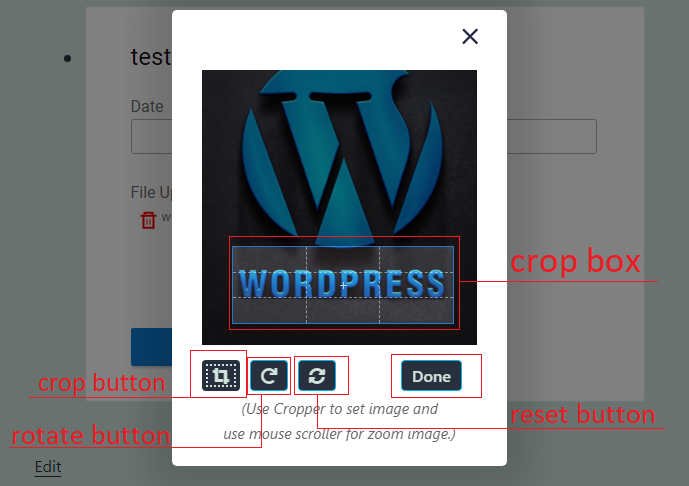 test
Date
File Up
w
WORDPRESS
crop box
Done
crop button
(Use Cropper to set image and
reset button
rotate button
use mouse scroller for zoom image.)
Edit